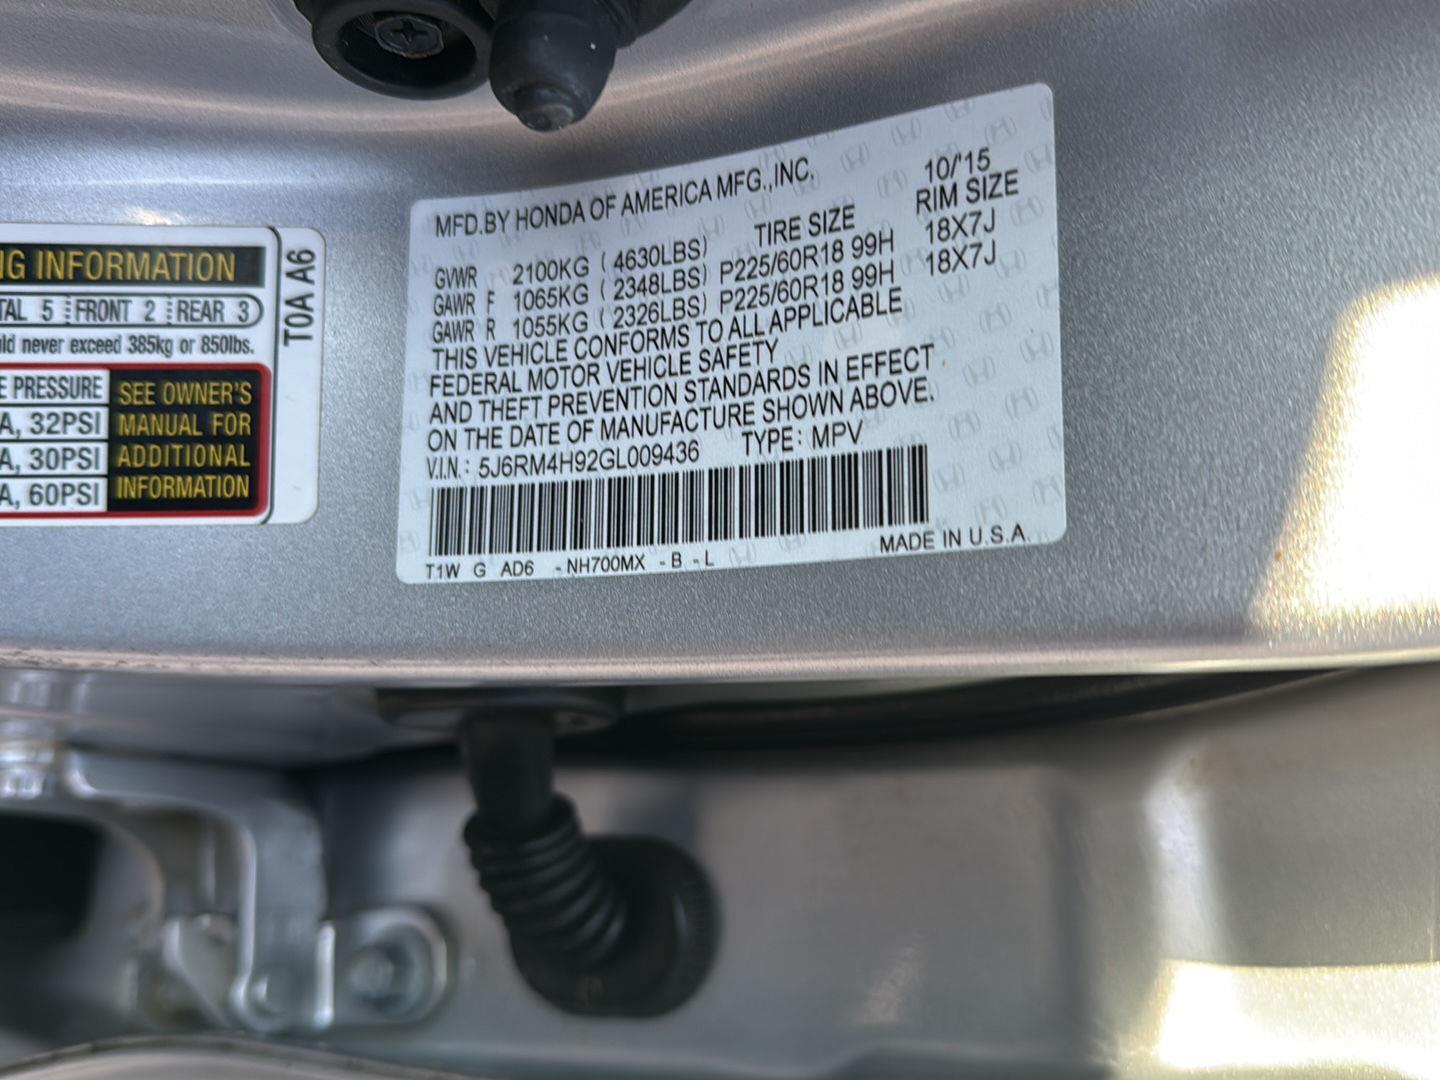 NG INFORMATION
TAL 5 FRONT 2 REAR 3
ld never exceed 385kg or 850lbs.
E PRESSURE
A, 32PSI
A, 30PSI
A, 60PSI
SEE OWNER'S
MANUAL FOR
ADDITIONAL
INFORMATION
T0A A6
MFD.BY HONDA OF AMERICA MFG.,INC. 10/'15
TIRE SIZE RIM SIZE
GVWR 2100KG ( 4630LBS)
GAWR F 1065KG ( 2348LBS) P225/60R18 99H 18X7J
GAWR R 1055KG ( 2326LBS) P225/60R18 99H 18X7J
THIS VEHICLE CONFORMS TO ALL APPLICABLE
FEDERAL MOTOR VEHICLE SAFETY
AND THEFT PREVENTION STANDARDS IN EFFECT
ON THE DATE OF MANUFACTURE SHOWN ABOVE.
V.I.N.: 5J6RM4H92GL009436 TYPE: MPV
T1W G AD6 -NH700MX -B -L MADE IN U.S.A.